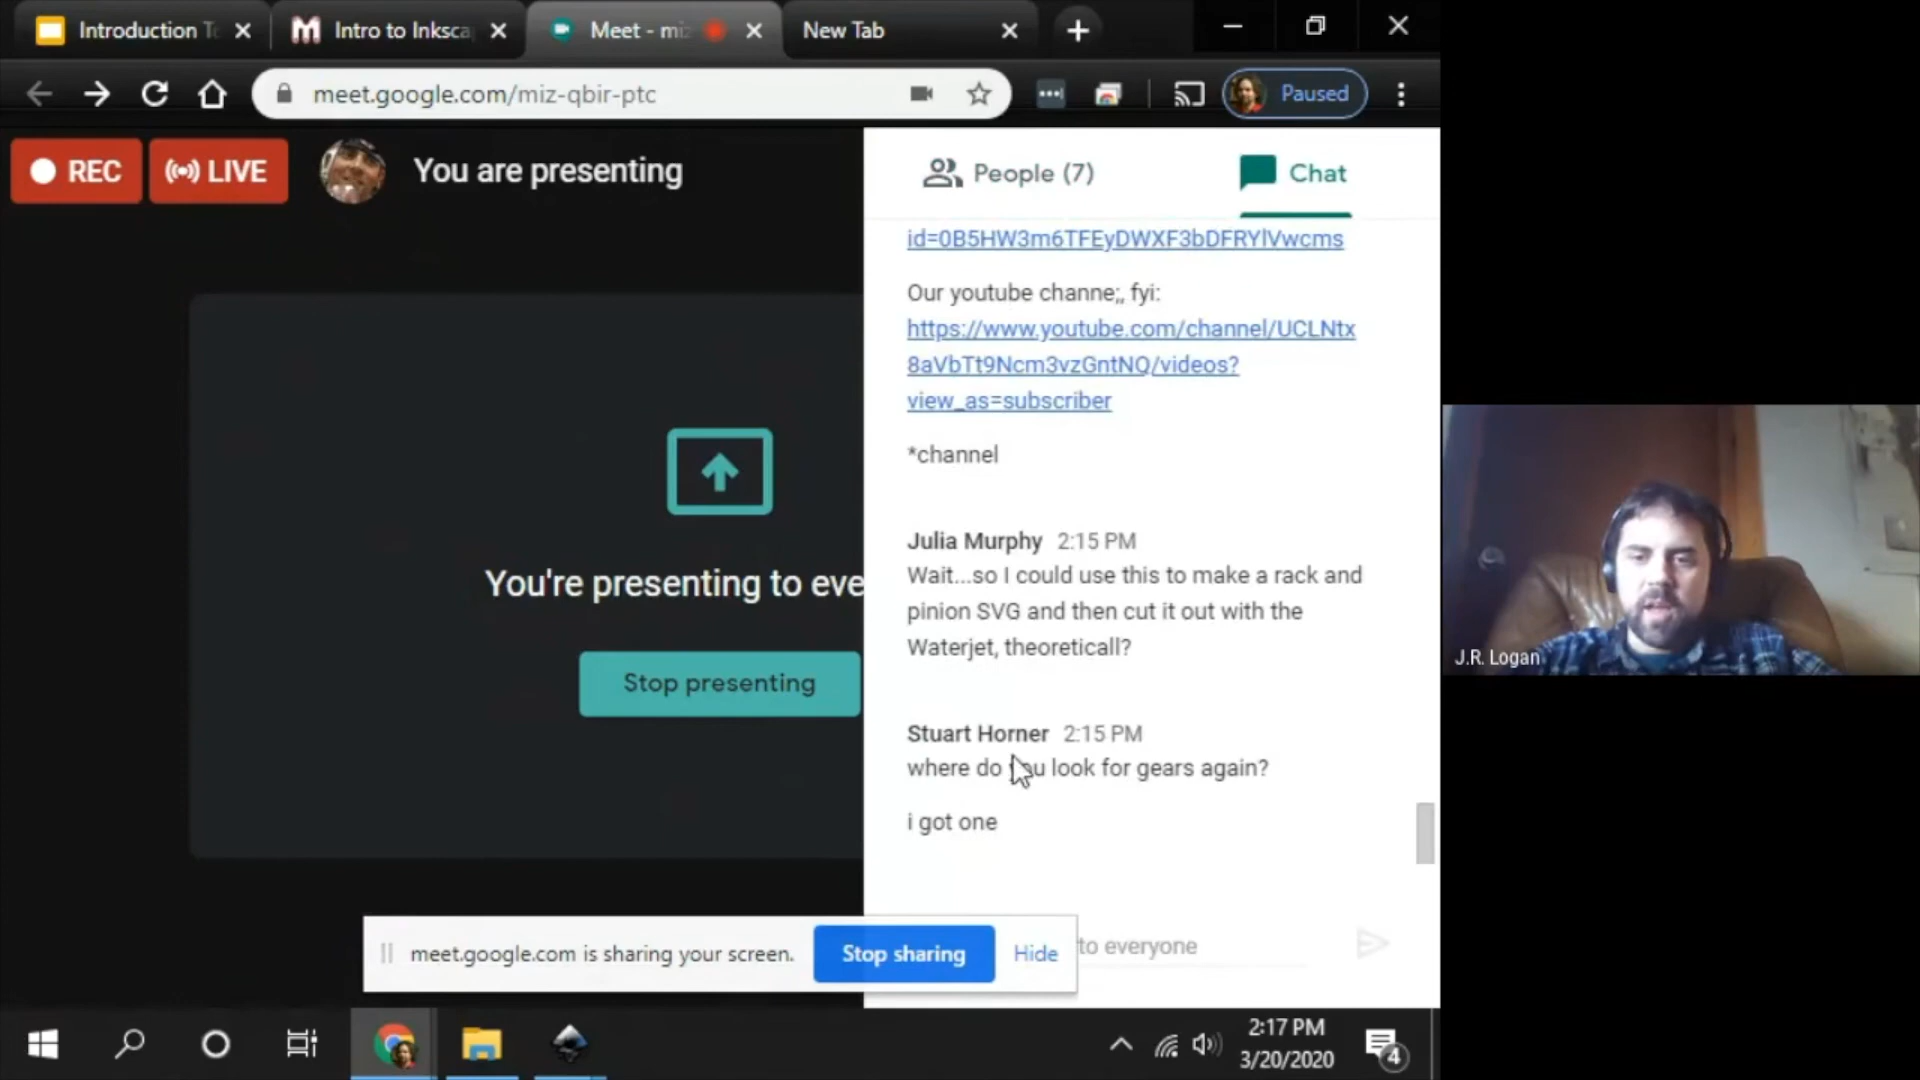 Introduction T
Intro to Inksca
Meet - mi
New Tab
meet.google.com/miz-qbir-ptc
Paused
REC
LIVE
You are presenting
People (7)
Chat
id=0B5HW3m6TFEyDWXF3bDFRYlVwcms
Our youtube channe;, fyi:
https://www.youtube.com/channel/UCLNtx
8aVbTt9Ncm3vzGntNQ/videos?
view_as=subscriber
*channel
Julia Murphy 2:15 PM
Wait...so I could use this to make a rack and
pinion SVG and then cut it out with the
Waterjet, theoreticall?
You're presenting to eve
Stop presenting
Stuart Horner 2:15 PM
where do you look for gears again?
i got one
J.R. Logan
meet.google.com is sharing your screen.
Stop sharing
Hide
to everyone
2:17 PM
3/20/2020
4